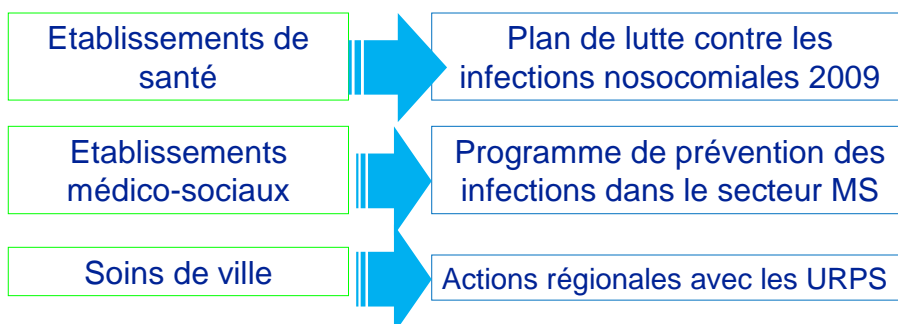 Etablissements de
santé
Plan de lutte contre les
infections nosocomiales 2009
Etablissements
médico-sociaux
Programme de prévention des
infections dans le secteur MS
Soins de ville
Actions régionales avec les URPS